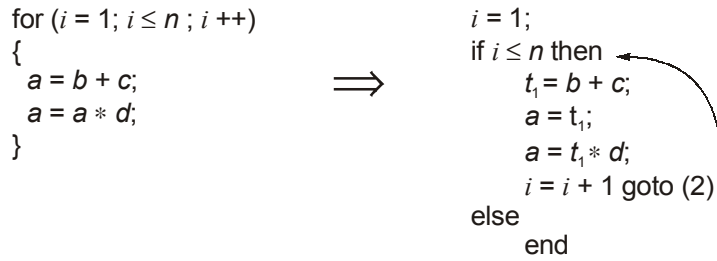 for (i = 1; i ≤ n ; i ++)
{
a = b + c;
a = a ∗ d;
}
⟹
i = 1;
if i ≤ n then
t₁ = b + c;
a = t₁;
a = t₁ ∗ d;
i = i + 1 goto (2)
else
end